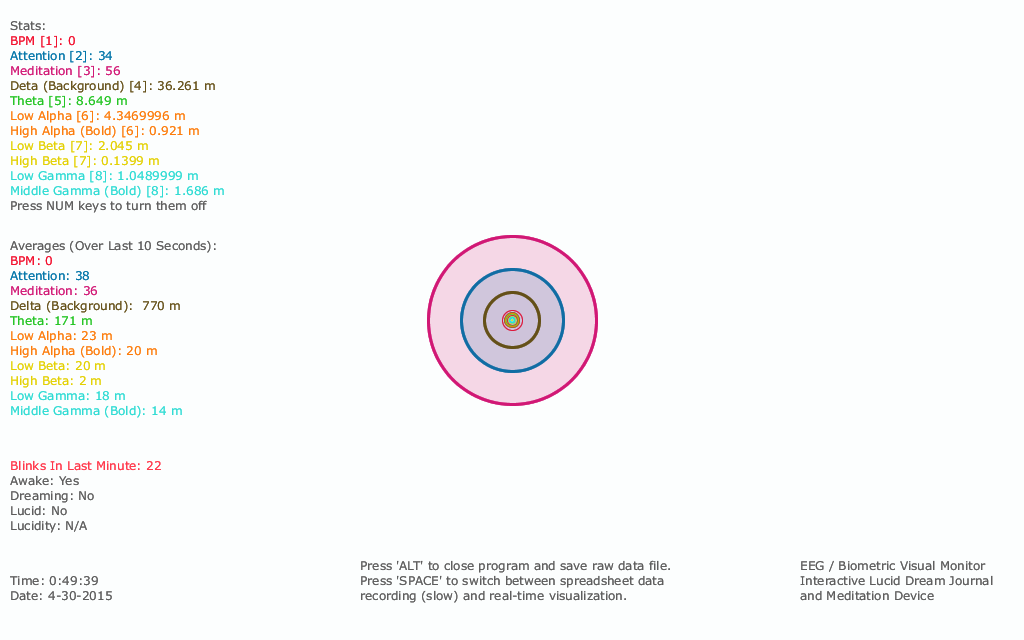 Stats:
BPM [1]: 0
Attention [2]: 34
Meditation [3]: 56
Deta (Background) [4]: 36.261 m
Theta [5]: 8.649 m
Low Alpha [6]: 4.3469996 m
High Alpha (Bold) [6]: 0.921 m
Low Beta [7]: 2.045 m
High Beta [7]: 0.1399 m
Low Gamma [8]: 1.0489999 m
Middle Gamma (Bold) [8]: 1.686 m
Press NUM keys to turn them off
Averages (Over Last 10 Seconds):
BPM: 0
Attention: 38
Meditation: 36
Delta (Background):  770 m
Theta: 171 m
Low Alpha: 23 m
High Alpha (Bold): 20 m
Low Beta: 20 m
High Beta: 2 m
Low Gamma: 18 m
Middle Gamma (Bold): 14 m
Blinks In Last Minute: 22
Awake: Yes
Dreaming: No
Lucid: No
Lucidity: N/A
Time: 0:49:39
Date: 4-30-2015
Press 'ALT' to close program and save raw data file.
Press 'SPACE' to switch between spreadsheet data
recording (slow) and real-time visualization.
EEG / Biometric Visual Monitor
Interactive Lucid Dream Journal
and Meditation Device